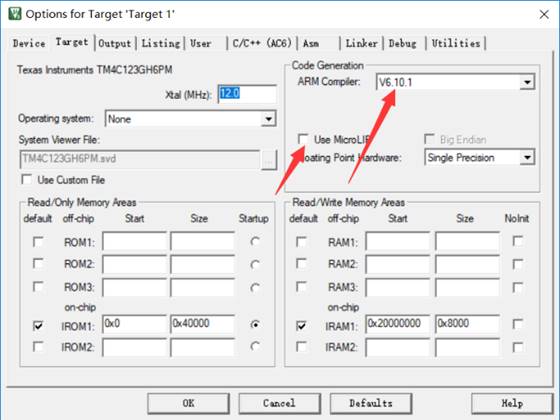 Options for Target 'Target 1'
Device Target Output Listing User C/C++ (AC6) Asm Linker Debug Utilities
Texas Instruments TM4C123GH6PM
Xtal (MHz): 12.0
Operating system: None
System Viewer File:
TM4C123GH6PM.svd ...
Use Custom File
Code Generation
ARM Compiler: V6.10.1
Use MicroLIB
Big Endian
Floating Point Hardware: Single Precision
Read/Only Memory Areas
default off-chip Start Size Startup
ROM1:
ROM2:
ROM3:
on-chip
IROM1: 0x0 0x40000
IROM2:
Read/Write Memory Areas
default off-chip Start Size NoInit
RAM1:
RAM2:
RAM3:
on-chip
IRAM1: 0x20000000 0x8000
IRAM2:
OK Cancel Defaults Help